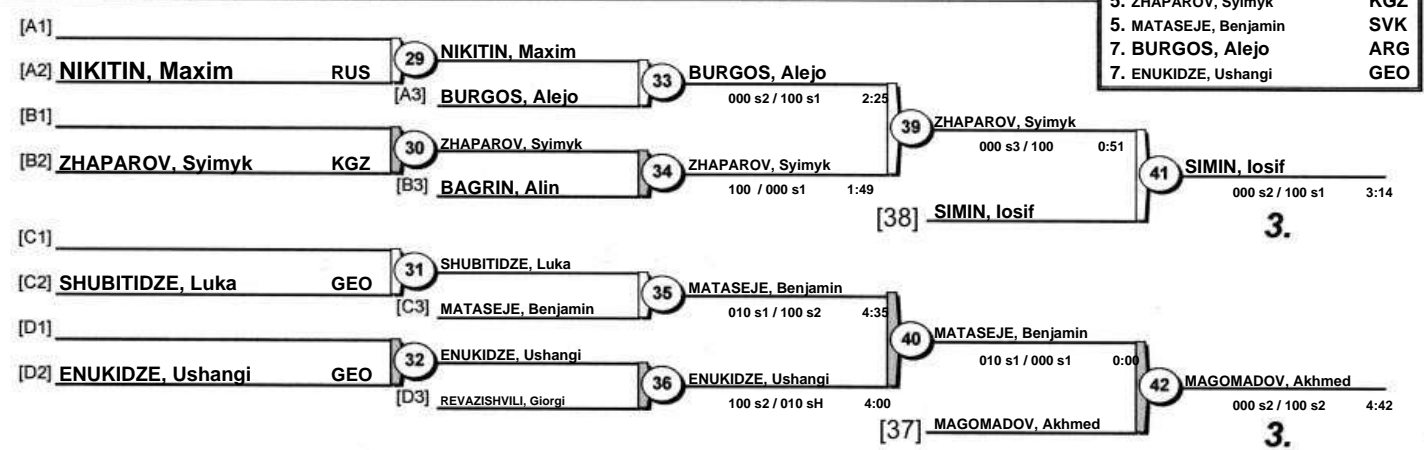 5. ZHAPAROV, Syimyk KGZ
5. MATASEJE, Benjamin SVK
7. BURGOS, Alejo ARG
7. ENUKIDZE, Ushangi GEO
[A1]
[A2] NIKITIN, Maxim RUS
29
NIKITIN, Maxim
[A3] BURGOS, Alejo
33
BURGOS, Alejo
000 s2 / 100 s1 2:25
[B1]
[B2] ZHAPAROV, Syimyk KGZ
30
ZHAPAROV, Syimyk
[B3] BAGRIN, Alin
34
ZHAPAROV, Syimyk
100 / 000 s1 1:49
39
ZHAPAROV, Syimyk
000 s3 / 100 0:51
[38] SIMIN, Iosif
41
SIMIN, Iosif
000 s2 / 100 s1 3:14
3.
[C1]
[C2] SHUBITIDZE, Luka GEO
31
SHUBITIDZE, Luka
[C3] MATASEJE, Benjamin
35
MATASEJE, Benjamin
010 s1 / 100 s2 4:35
[D1]
[D2] ENUKIDZE, Ushangi GEO
32
ENUKIDZE, Ushangi
[D3] REVAZISHVILI, Giorgi
36
ENUKIDZE, Ushangi
100 s2 / 010 sH 4:00
40
MATASEJE, Benjamin
010 s1 / 000 s1 0:00
[37] MAGOMADOV, Akhmed
42
MAGOMADOV, Akhmed
000 s2 / 100 s2 4:42
3.